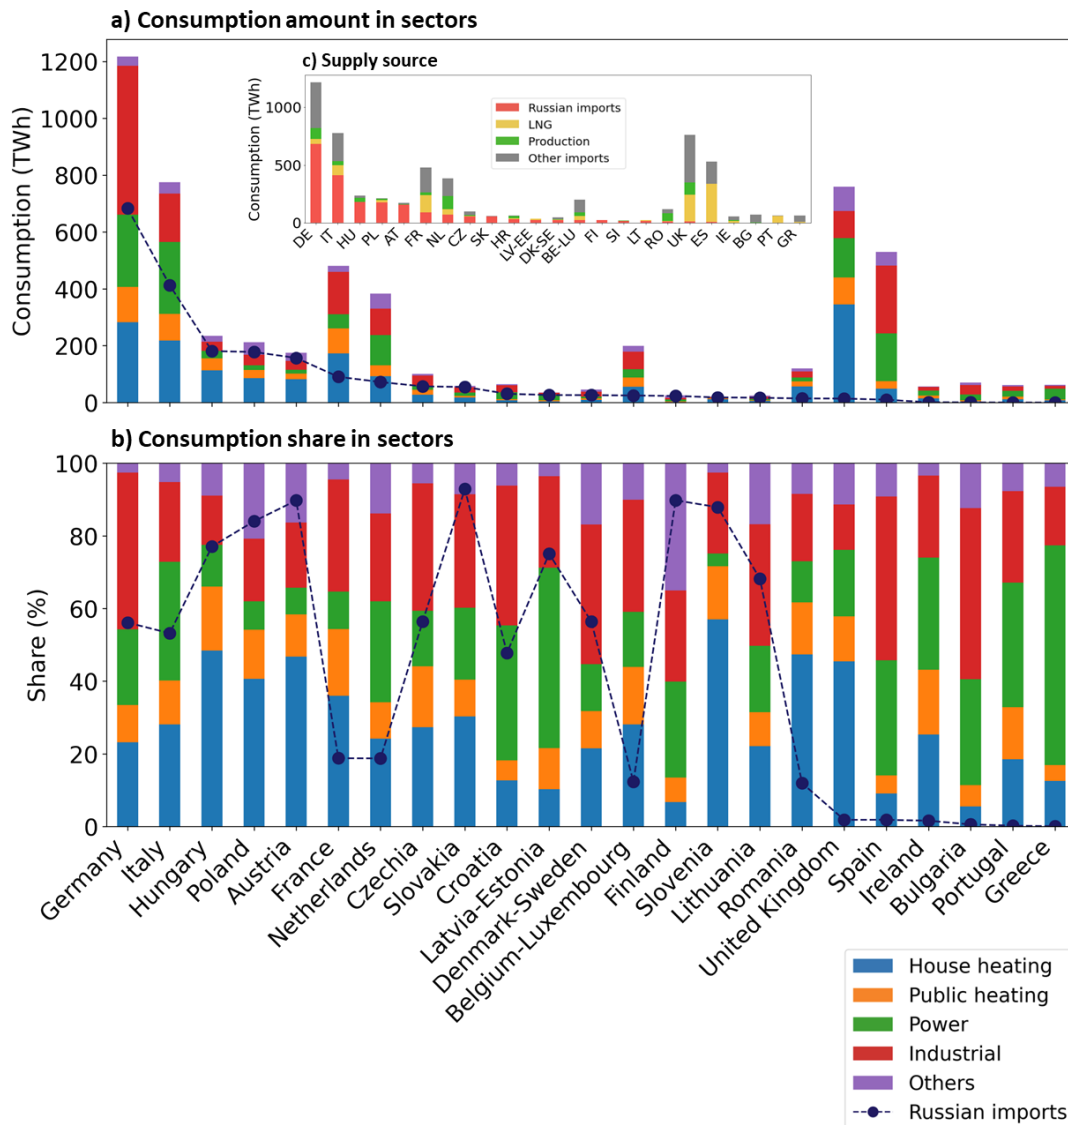 a) Consumption amount in sectors
1200
1000
800
600
400
200
0
Consumption (TWh)
c) Supply source
1000
500
0
Consumption (TWh)
Russian imports
LNG
Production
Other imports
DE
IT
HU
PL
AT
FR
NL
CZ
SK
HR
LV-EE
DK-SE
BE-LU
FI
SI
LT
RO
UK
ES
IE
BG
PT
GR
b) Consumption share in sectors
100
80
60
40
20
0
Share (%)
Germany
Italy
Hungary
Poland
Austria
France
Netherlands
Czechia
Slovakia
Croatia
Latvia-Estonia
Denmark-Sweden
Belgium-Luxembourg
Finland
Slovenia
Lithuania
Romania
United Kingdom
Spain
Ireland
Bulgaria
Portugal
Greece
House heating
Public heating
Power
Industrial
Others
Russian imports